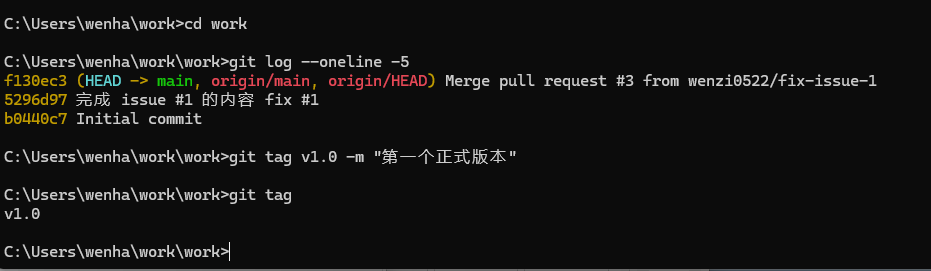 C:\Users\wenha\work>cd work
C:\Users\wenha\work\work>git log --oneline -5
f130ec3 (HEAD -> main, origin/main, origin/HEAD) Merge pull request #3 from wenzi0522/fix-issue-1
5296d97 完成 issue #1 的内容 fix #1
b0440c7 Initial commit
C:\Users\wenha\work\work>git tag v1.0 -m "第一个正式版本"
C:\Users\wenha\work\work>git tag
v1.0
C:\Users\wenha\work\work>